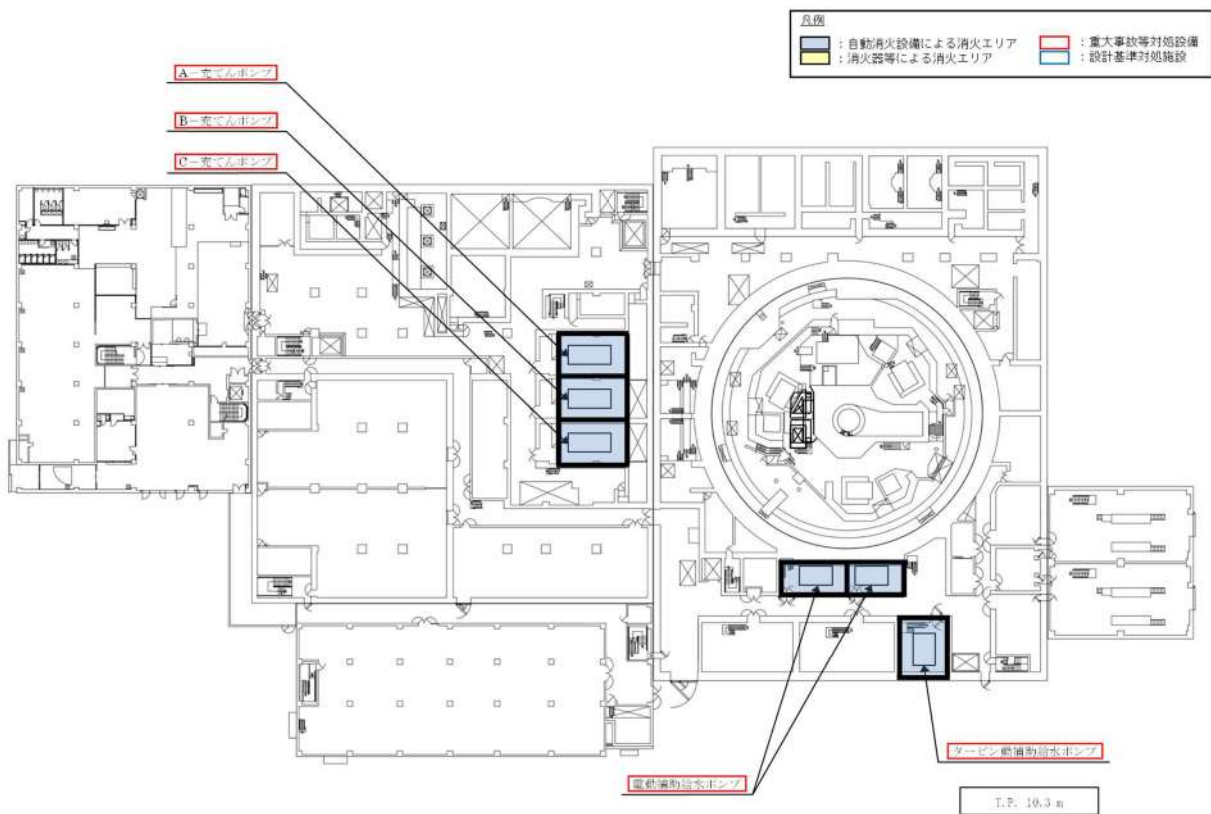 凡例
：自動消火設備による消火エリア
：重大事故等対処設備
：消火器等による消火エリア
：設計基準対処施設
A－充てんポンプ
B－充てんポンプ
C－充てんポンプ
タービン動補助給水ポンプ
電動補助給水ポンプ
T.P. 10.3 m